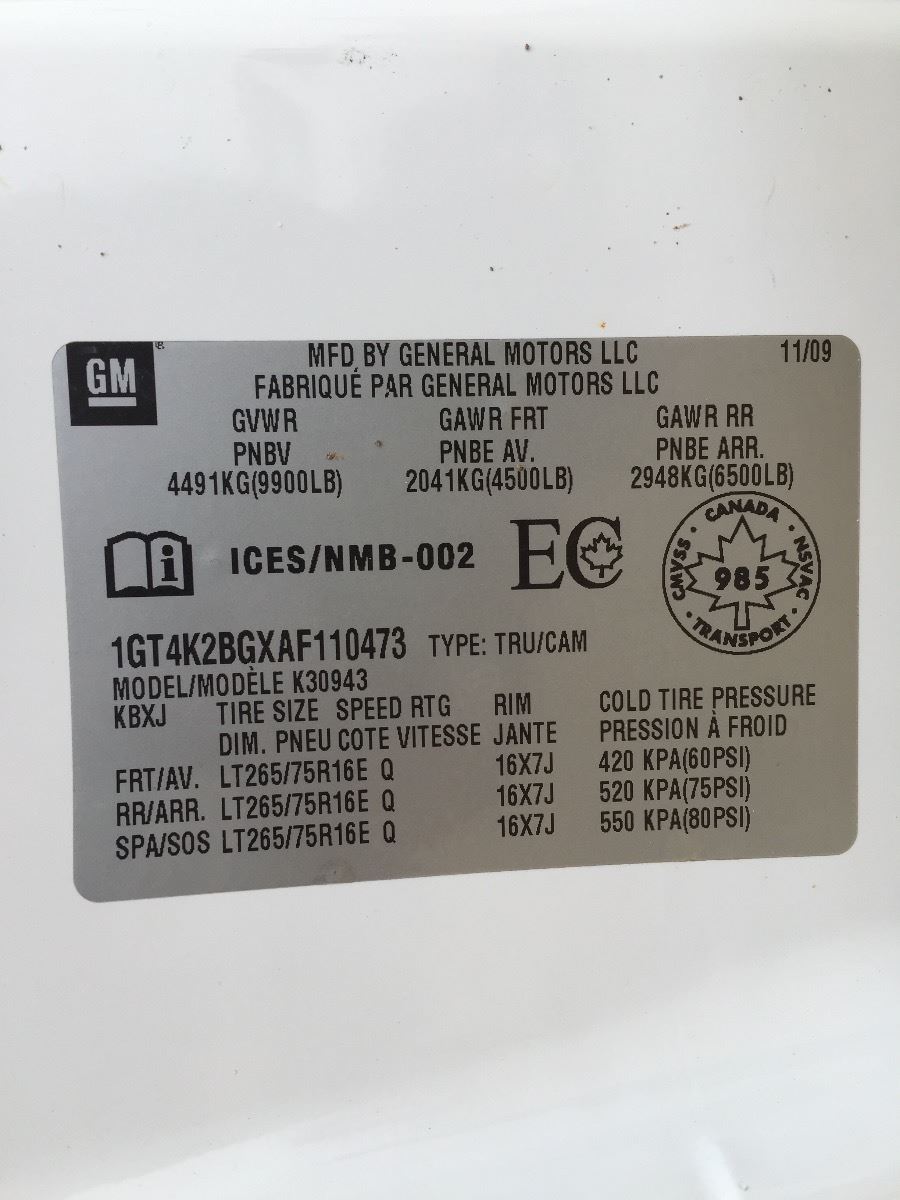 GM ®
MFD BY GENERAL MOTORS LLC 11/09
FABRIQUÉ PAR GENERAL MOTORS LLC
GVWR GAWR FRT GAWR RR
PNBV PNBE AV. PNBE ARR.
4491KG(9900LB) 2041KG(4500LB) 2948KG(6500LB)
i ICES/NMB-002 EC
CANADA
CMVSS 985 NSVAC
TRANSPORT
1GT4K2BGXAF110473 TYPE: TRU/CAM
MODEL/MODÈLE K30943
KBXJ TIRE SIZE SPEED RTG RIM COLD TIRE PRESSURE
DIM. PNEU COTE VITESSE JANTE PRESSION À FROID
FRT/AV. LT265/75R16E Q 16X7J 420 KPA(60PSI)
RR/ARR. LT265/75R16E Q 16X7J 520 KPA(75PSI)
SPA/SOS LT265/75R16E Q 16X7J 550 KPA(80PSI)